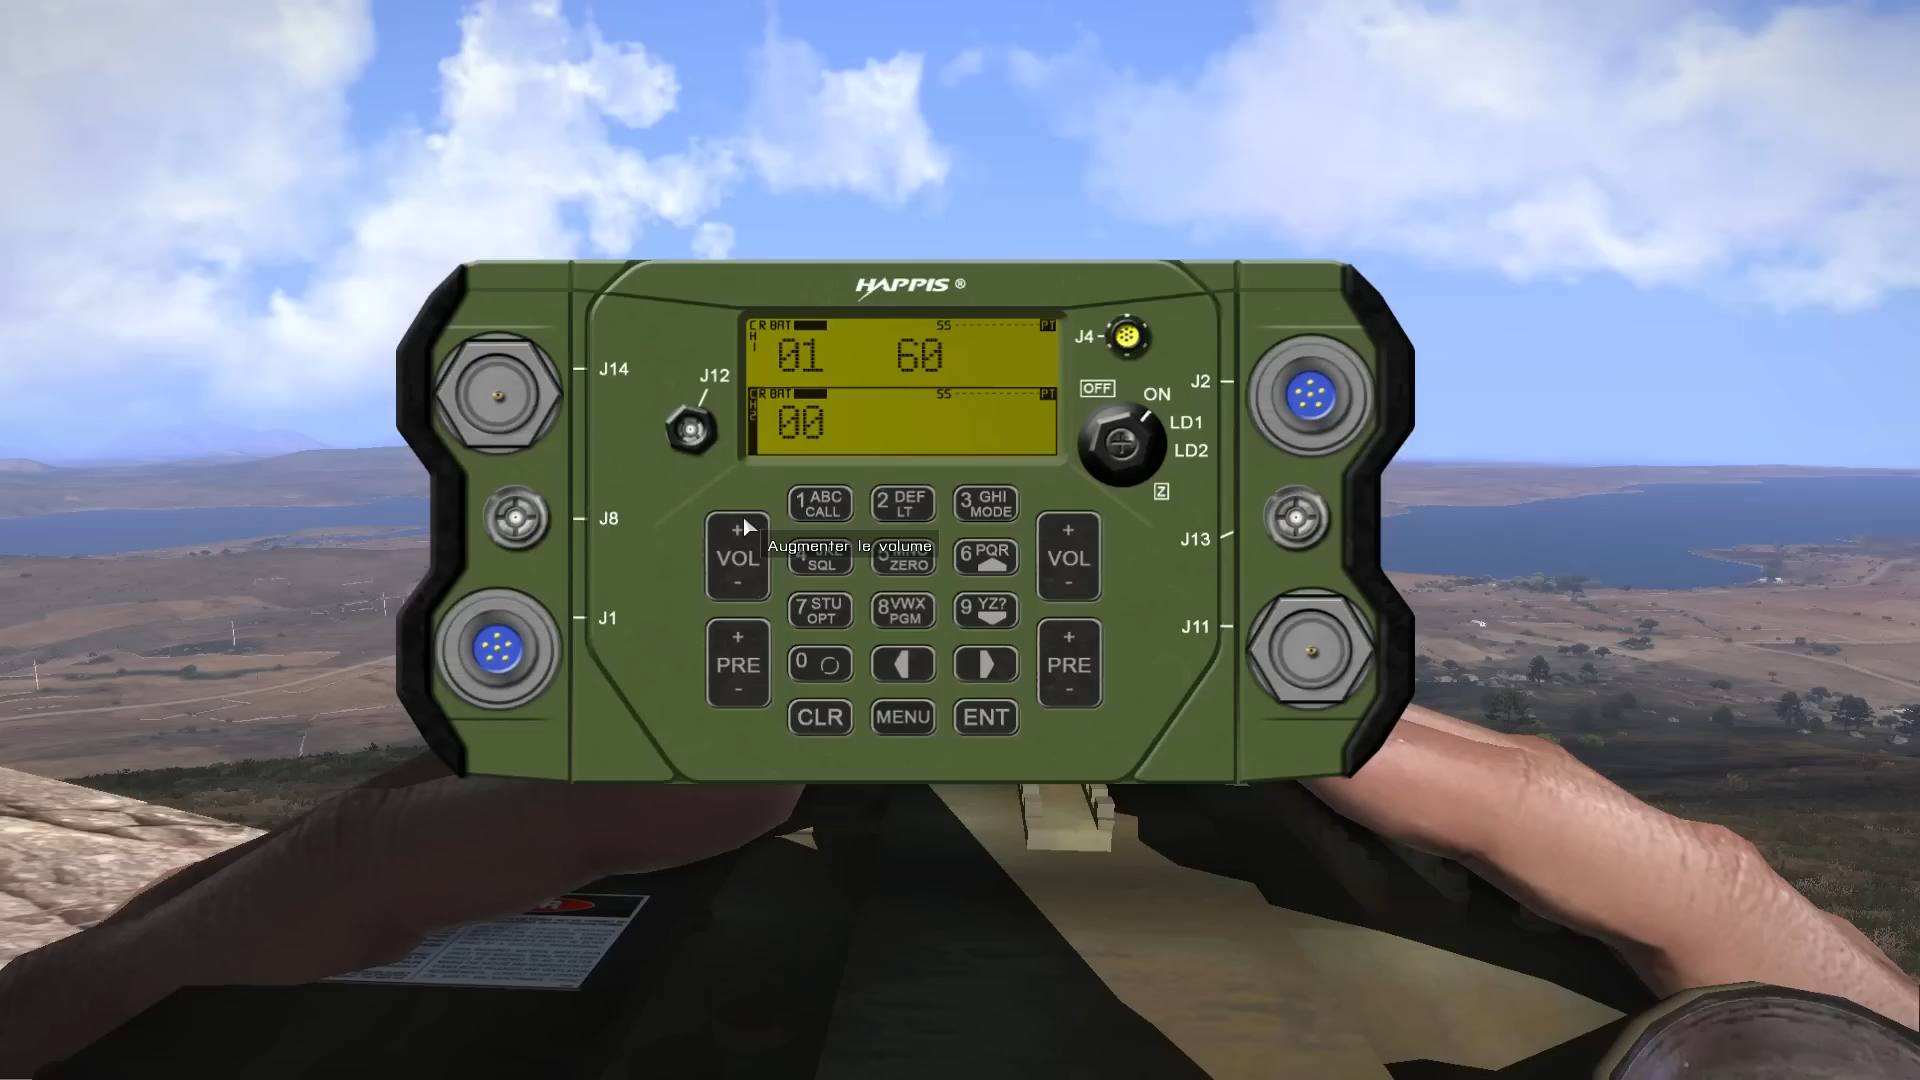 HAPPIS ®
CH1 R BAT SS PT
01 60
CH2 R BAT SS PT
00
J4
OFF
ON
LD1
LD2
Z
J14
J12
J8
J1
J2
J13
J11
1 ABC CALL
2 DEF LT
3 GHI MODE
+ VOL -
Augmenter le volume
SQL
ZERO
6 PQR
+ VOL -
7 STU OPT
8 VWX PGM
9 YZ?
+ PRE -
0
+ PRE -
CLR
MENU
ENT